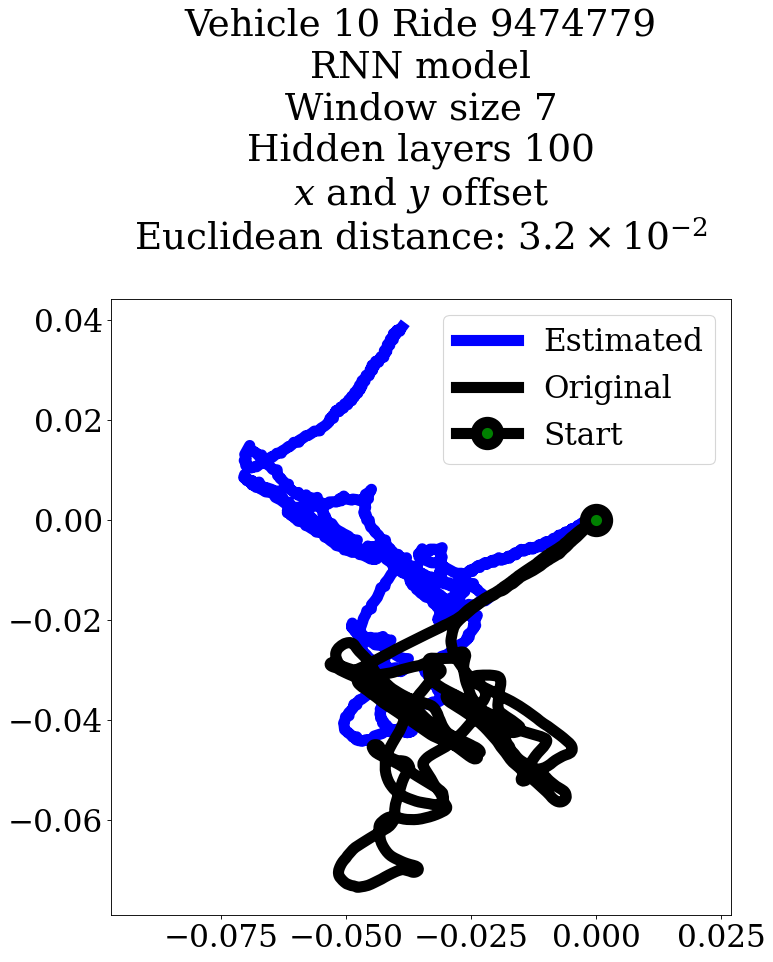 Vehicle 10 Ride 9474779
RNN model
Window size 7
Hidden layers 100
x and y offset
Euclidean distance: 3.2 × 10⁻²
Estimated
Original
Start
0.04
0.02
0.00
−0.02
−0.04
−0.06
−0.075 −0.050 −0.025 0.000 0.025